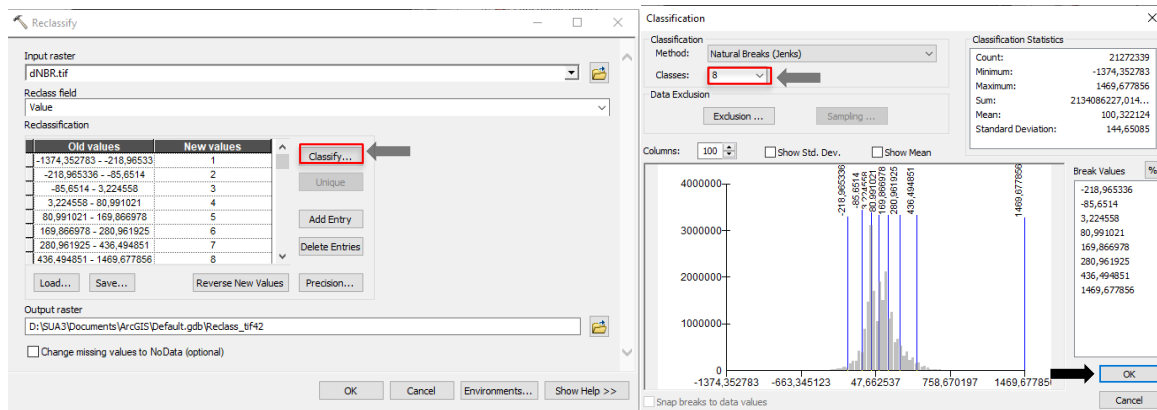 Reclassify
Input raster
dNBR.tif
Reclass field
Value
Reclassification
Old values New values
-1374,352783 - -218,96533 1
-218,965336 - -85,6514 2
-85,6514 - 3,224558 3
3,224558 - 80,991021 4
80,991021 - 169,866978 5
169,866978 - 280,961925 6
280,961925 - 436,494851 7
436,494851 - 1469,677856 8
Classify...
Unique
Add Entry
Delete Entries
Load... Save... Reverse New Values Precision...
Output raster
D:\SUA3\Documents\ArcGIS\Default.gdb\Reclass_tif42
Change missing values to NoData (optional)
OK Cancel Environments... Show Help >>
Classification
Classification
Method: Natural Breaks (Jenks)
Classes: 8
Data Exclusion
Exclusion ... Sampling ...
Classification Statistics
Count: 21272339
Minimum: -1374,352783
Maximum: 1469,677856
Sum: 2134086227,014...
Mean: 100,322124
Standard Deviation: 144,65085
Columns: 100 Show Std. Dev. Show Mean
4000000
3000000
2000000
1000000
0
-218,965336
-85,6514
3,224558
80,991021
169,866978
280,961925
436,494851
1469,677856
-1374,352783 -663,345123 47,662537 758,670197 1469,67785
Break Values %
-218,965336
-85,6514
3,224558
80,991021
169,866978
280,961925
436,494851
1469,677856
OK
Cancel
Snap breaks to data values